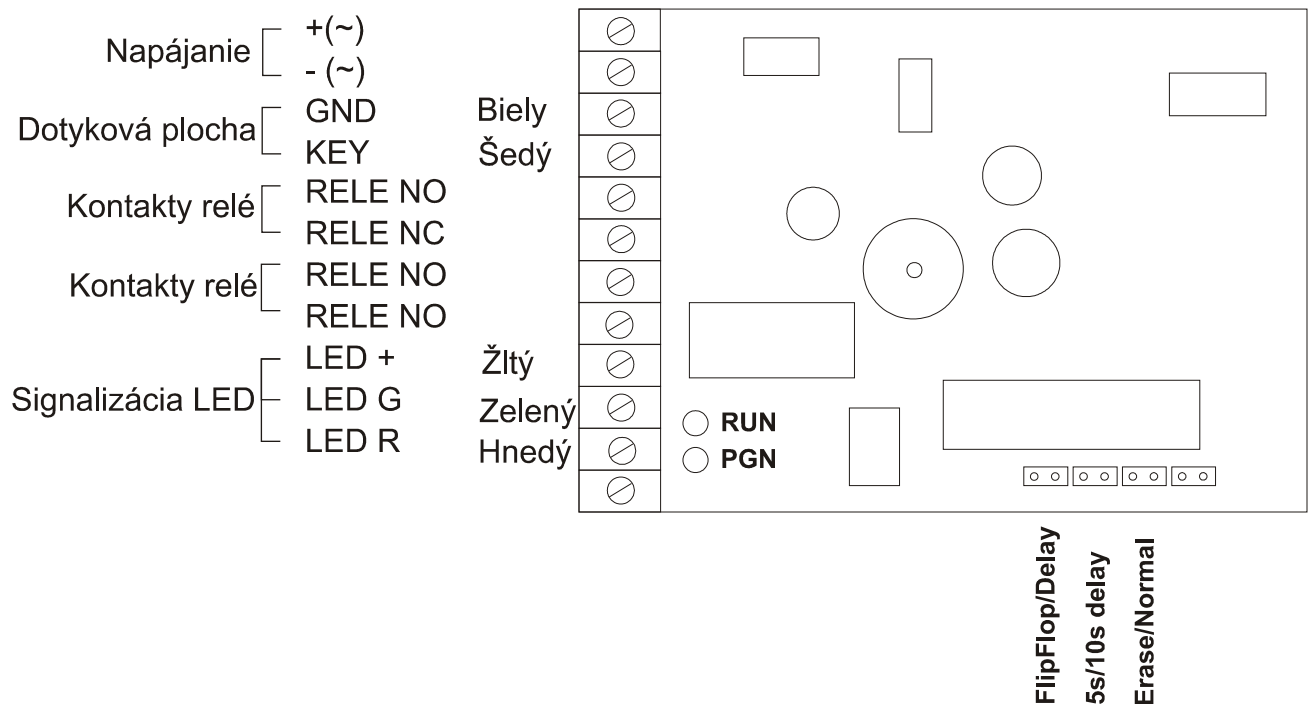 Napájanie
+(~)
- (~)
Dotyková plocha
GND Biely
KEY Šedý
Kontakty relé
RELE NO
RELE NC
Kontakty relé
RELE NO
RELE NO
Signalizácia LED
LED + Žltý
LED G Zelený
LED R Hnedý
RUN
PGN
FlipFlop/Delay
5s/10s delay
Erase/Normal